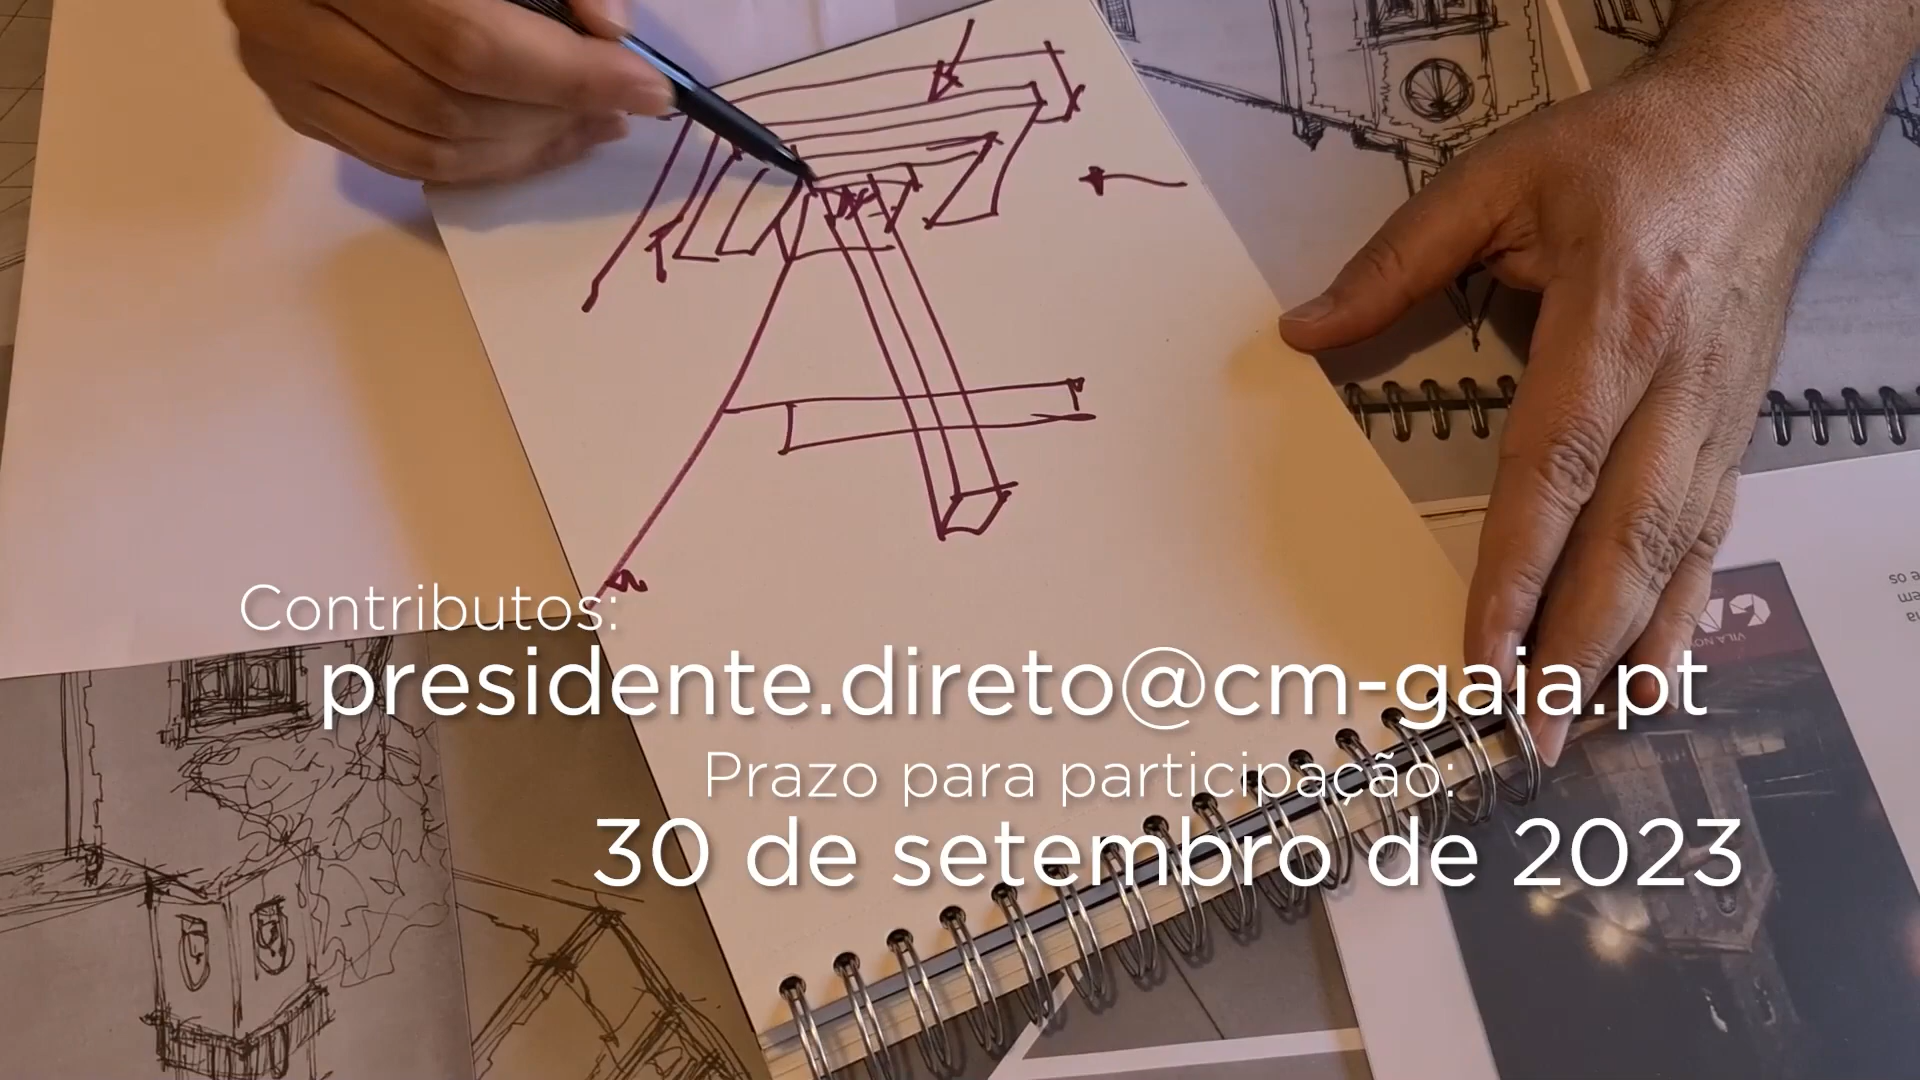 Contributos:
presidente.direto@cm-gaia.pt
Prazo para participação:
30 de setembro de 2023